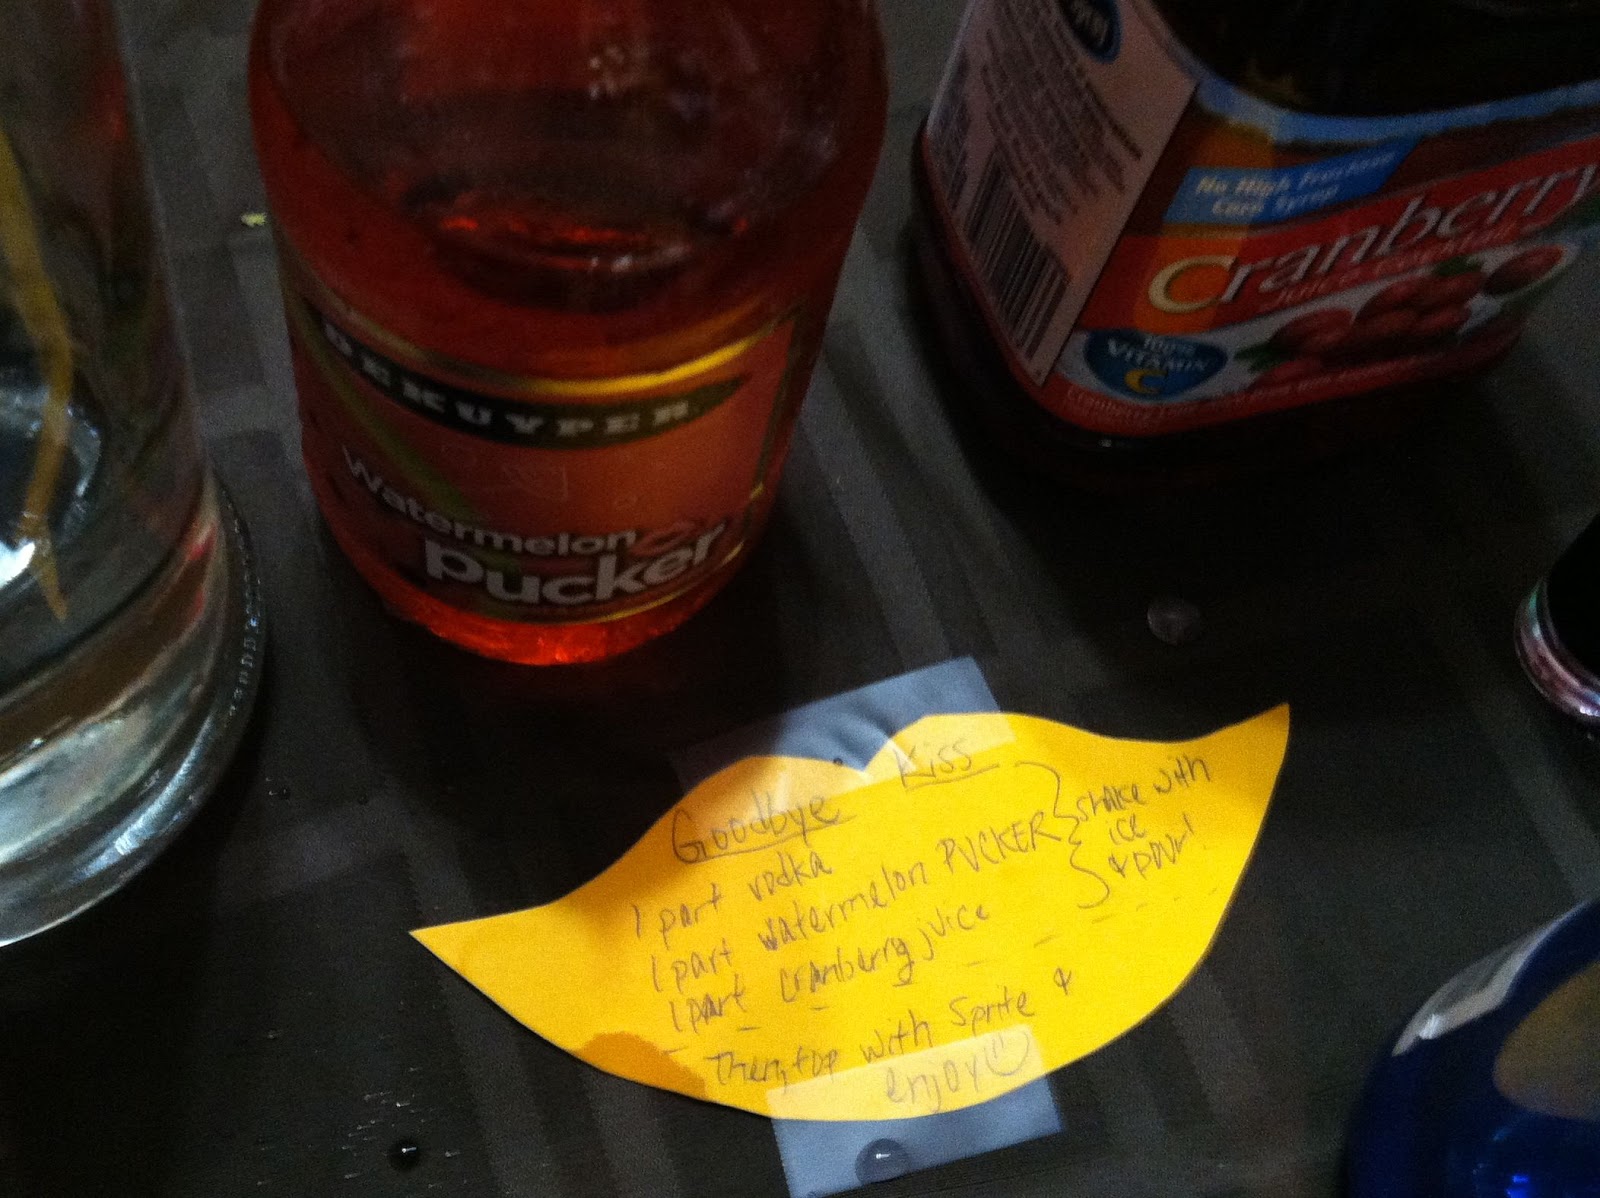 DEKUYPER
Watermelon
pucker
No High Fructose
Corn Syrup
Cranberry
JUICE COCKTAIL
100%
VITAMIN
C
Goodbye Kiss
1 part vodka
1 part watermelon PUCKER
1 part cranberry juice
shake with
ice
& pour!
Then, top with Sprite &
enjoy